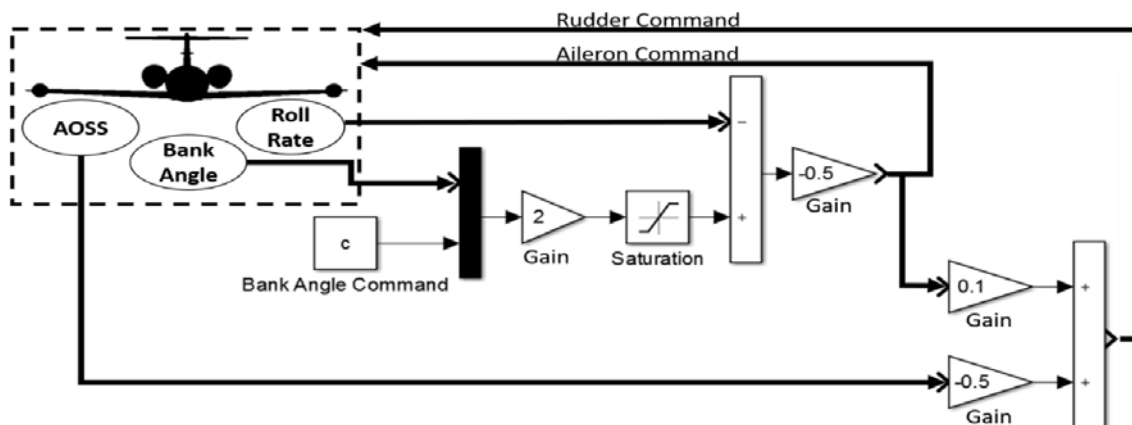 Rudder Command
Aileron Command
AOSS
Roll
Rate
Bank
Angle
−
-0.5
Gain
c
Bank Angle Command
2
Gain
Saturation
+
0.1
Gain
+
-0.5
Gain
+